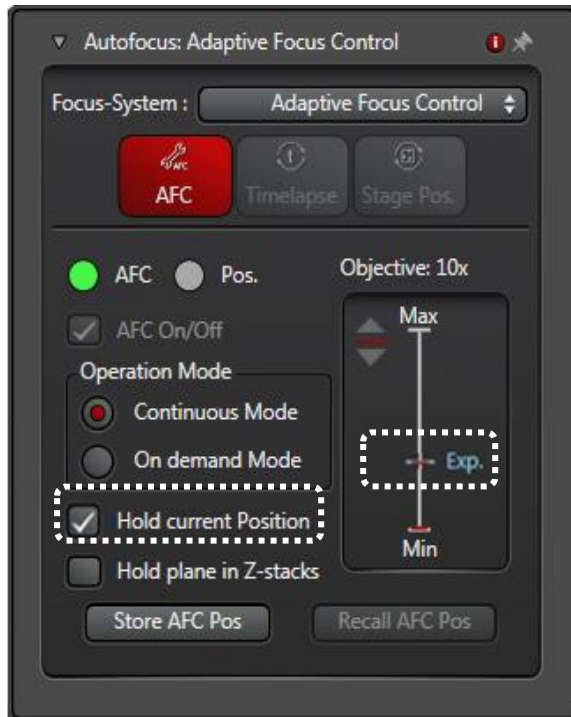 Autofocus: Adaptive Focus Control
Focus-System : Adaptive Focus Control
AFC
AFC Timelapse Stage Pos.
AFC Pos. Objective: 10x
AFC On/Off
Max
Operation Mode
Continuous Mode
On demand Mode
Exp.
Hold current Position
Min
Hold plane in Z-stacks
Store AFC Pos Recall AFC Pos